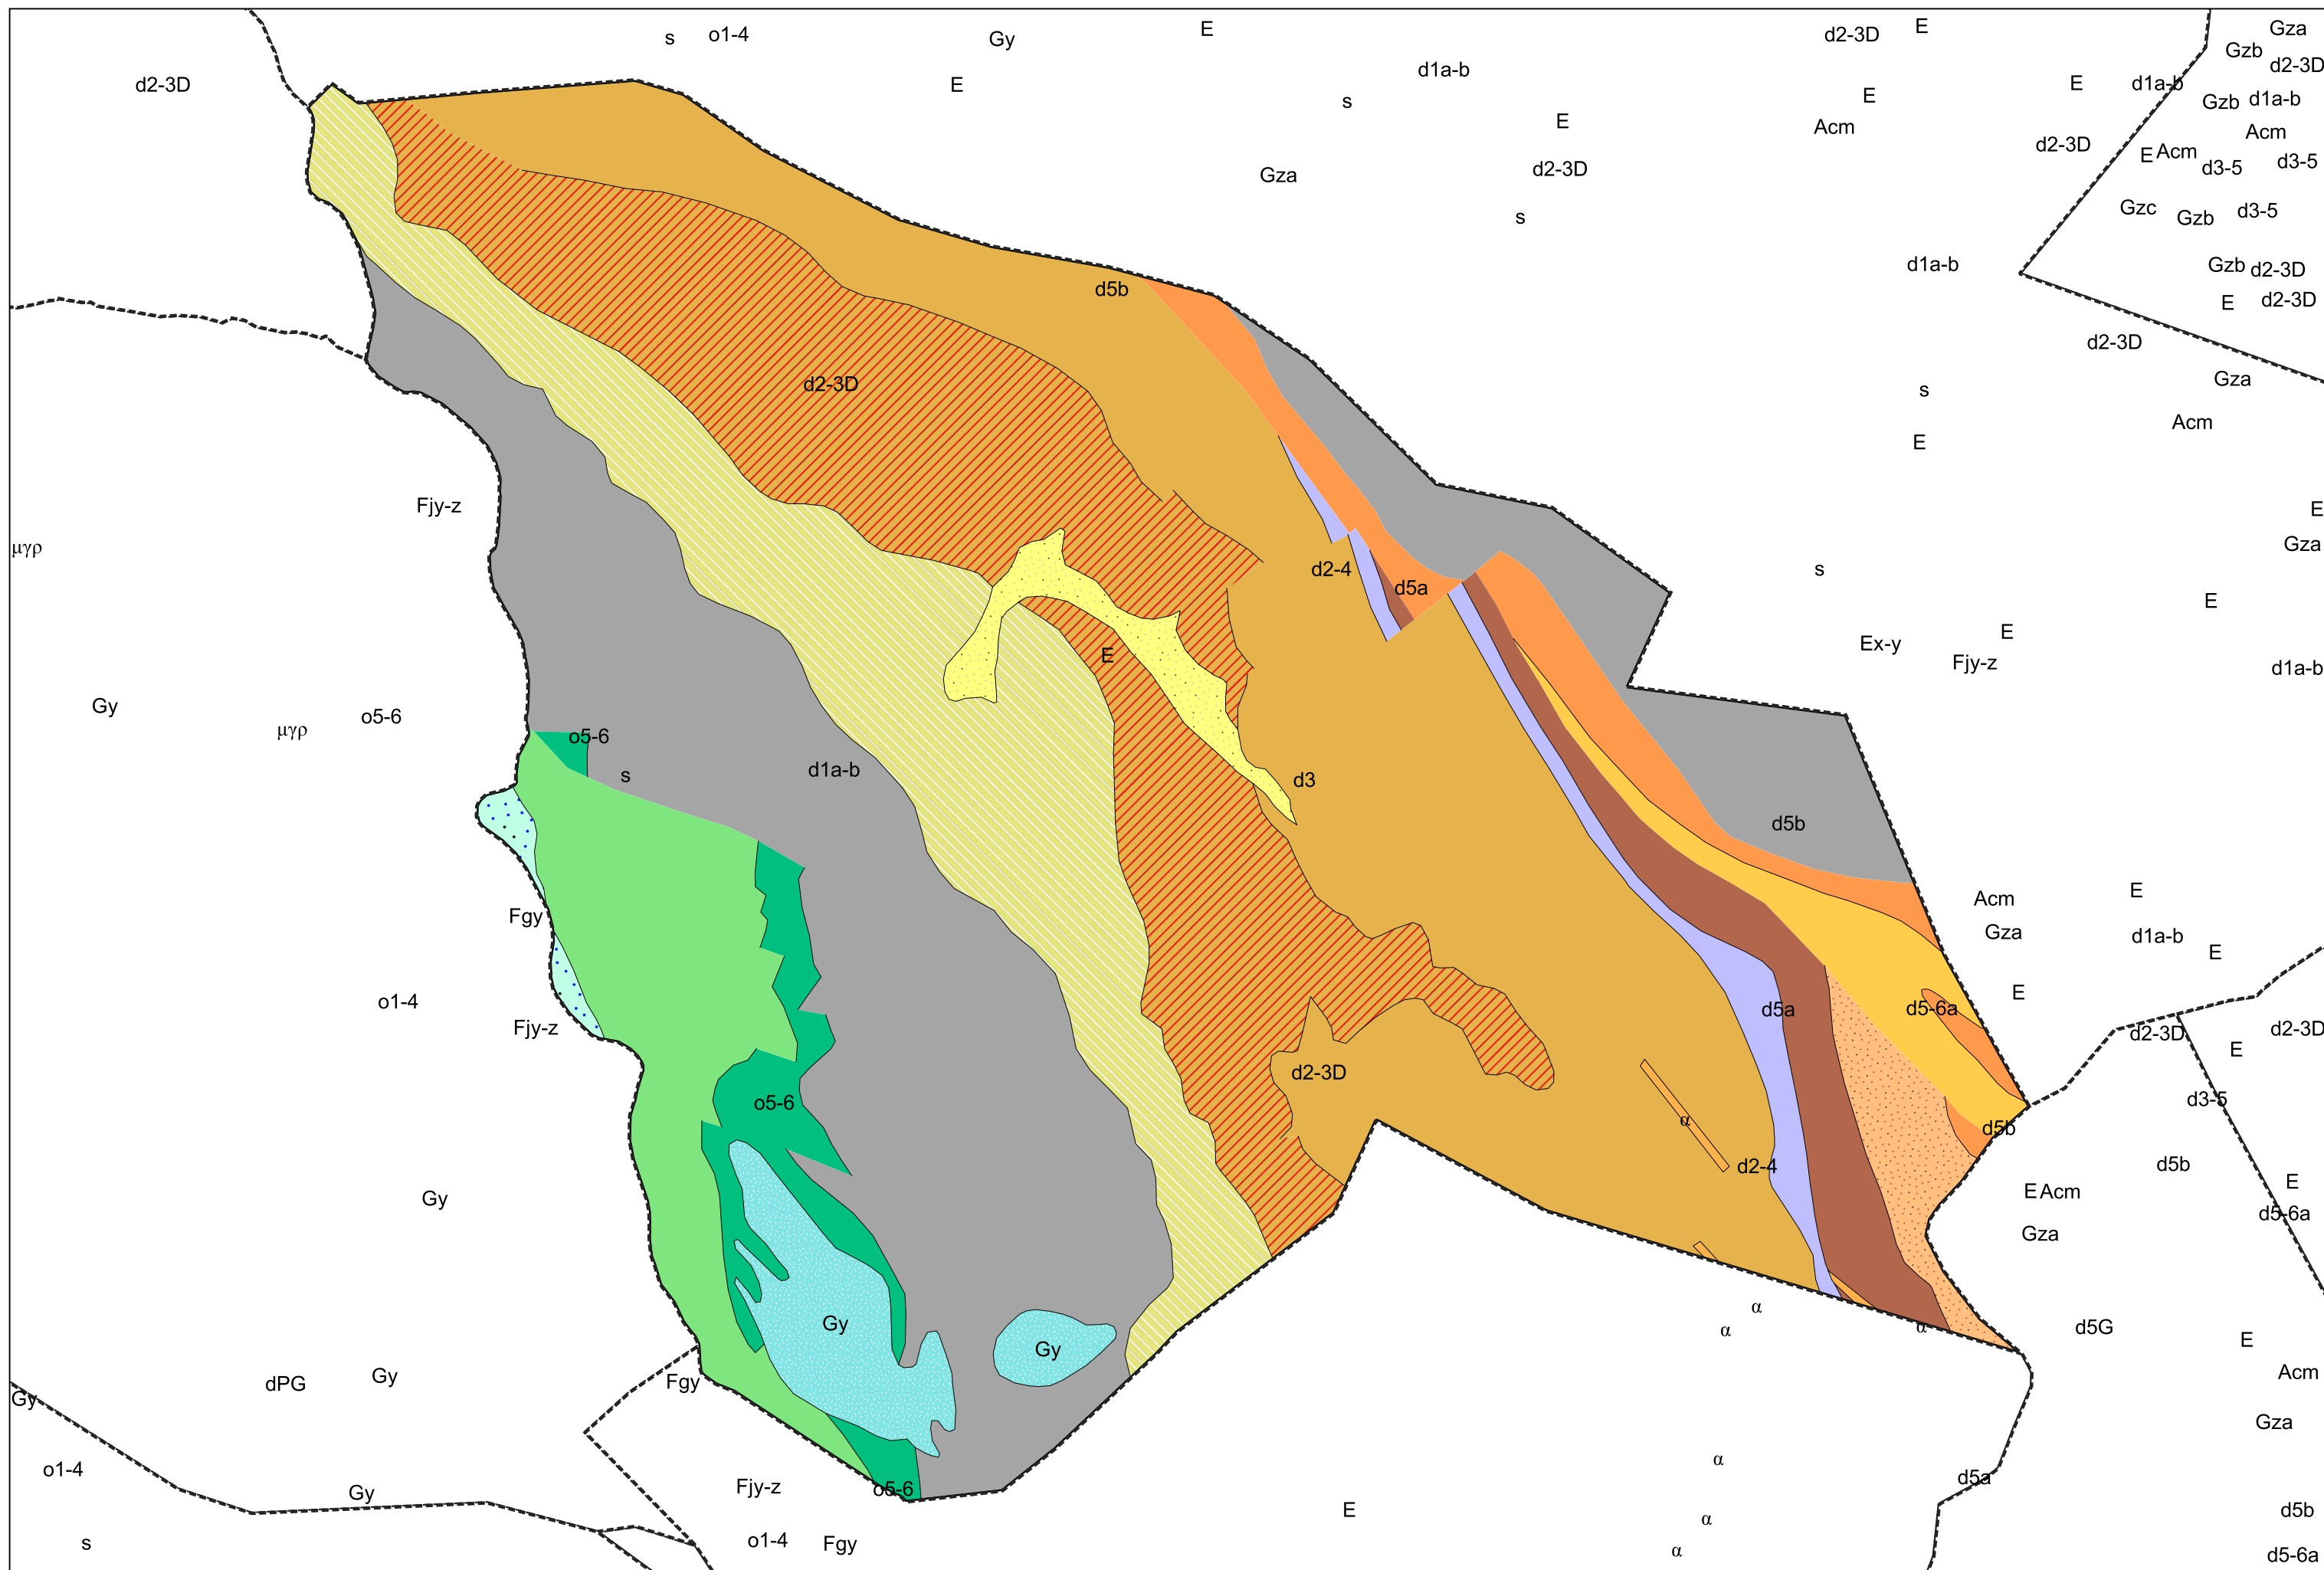 E
Gza
s
o1-4
Gy
d2-3D
Gzb
d2-3D
d1a-b
E
d2-3D
E
E
d1a-b
E
Gzb
d1a-b
s
E
Acm
Acm
d2-3D
E
Acm
d3-5
d3-5
d2-3D
Gza
Gzc
Gzb
d3-5
s
d1a-b
Gzb
d2-3D
d5b
E
d2-3D
d2-3D
d2-3D
Gza
s
Acm
E
Fjy-z
E
μγρ
Gza
d2-4
s
d5a
E
E
Ex-y
E
Fjy-z
d1a-b
Gy
o5-6
μγρ
o5-6
s
d1a-b
d3
d5b
E
Acm
Fgy
Gza
d1a-b
E
E
o1-4
d5a
d5-6a
Fjy-z
d2-3D
d2-3D
E
d2-3D
d3-5
o5-6
α
d5b
d2-4
d5b
E
E
Acm
Gy
d5-6a
Gza
α
Gy
α
α
d5G
E
Gy
dPG
Gy
Fgy
Acm
Gy
Gza
α
o1-4
d5a
Fjy-z
o5-6
Gy
E
d5b
α
s
o1-4
Fgy
α
d5-6a